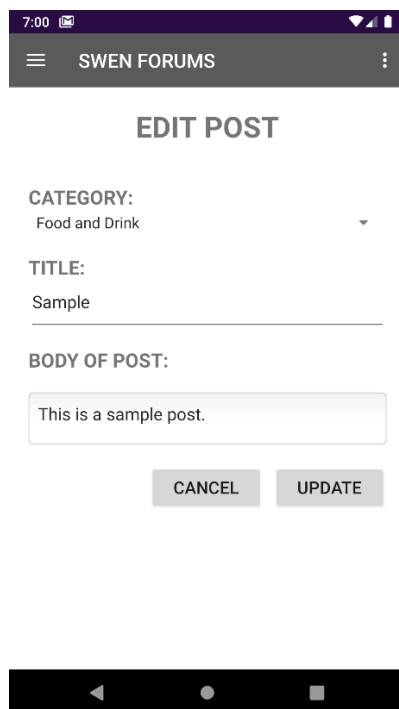 7:00
SWEN FORUMS
EDIT POST
CATEGORY:
Food and Drink
TITLE:
Sample
BODY OF POST:
This is a sample post.
CANCEL UPDATE